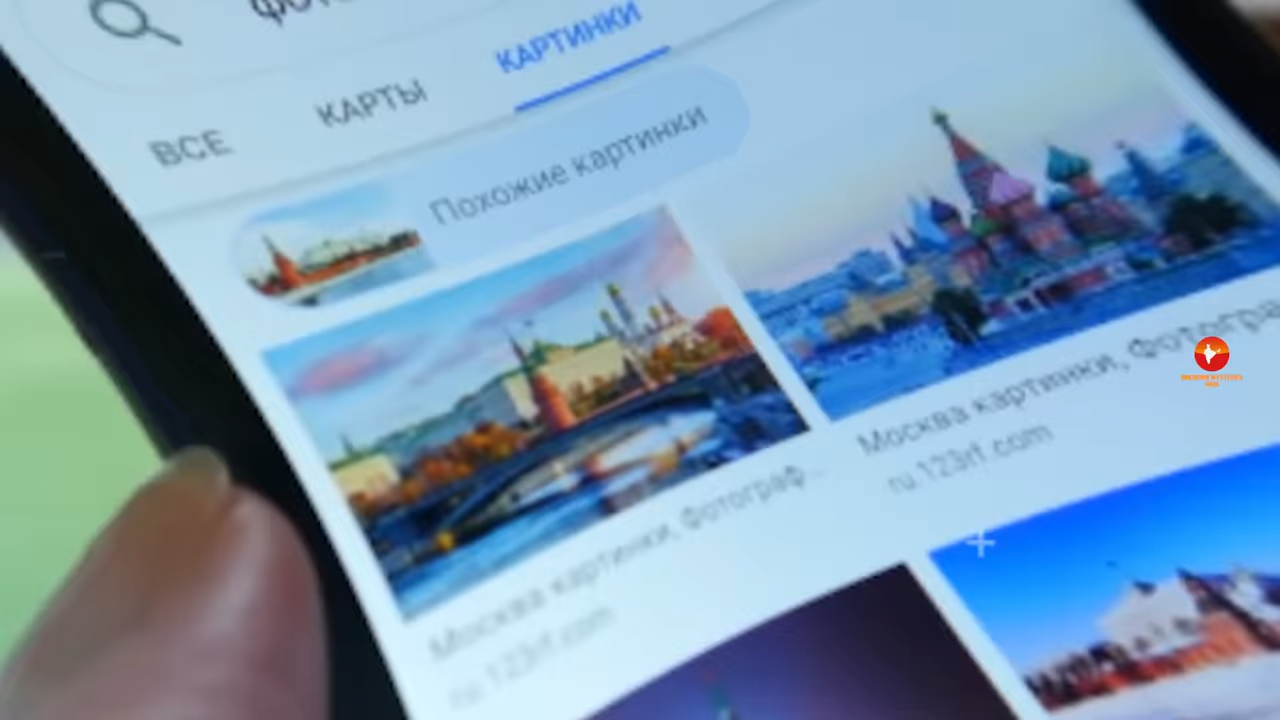 ВСЕ
КАРТЫ
КАРТИНКИ
Похожие картинки
Москва картинки, Фотограф...
ru.123rf.com
Москва картинки, Фотогра
ru.123rf.com